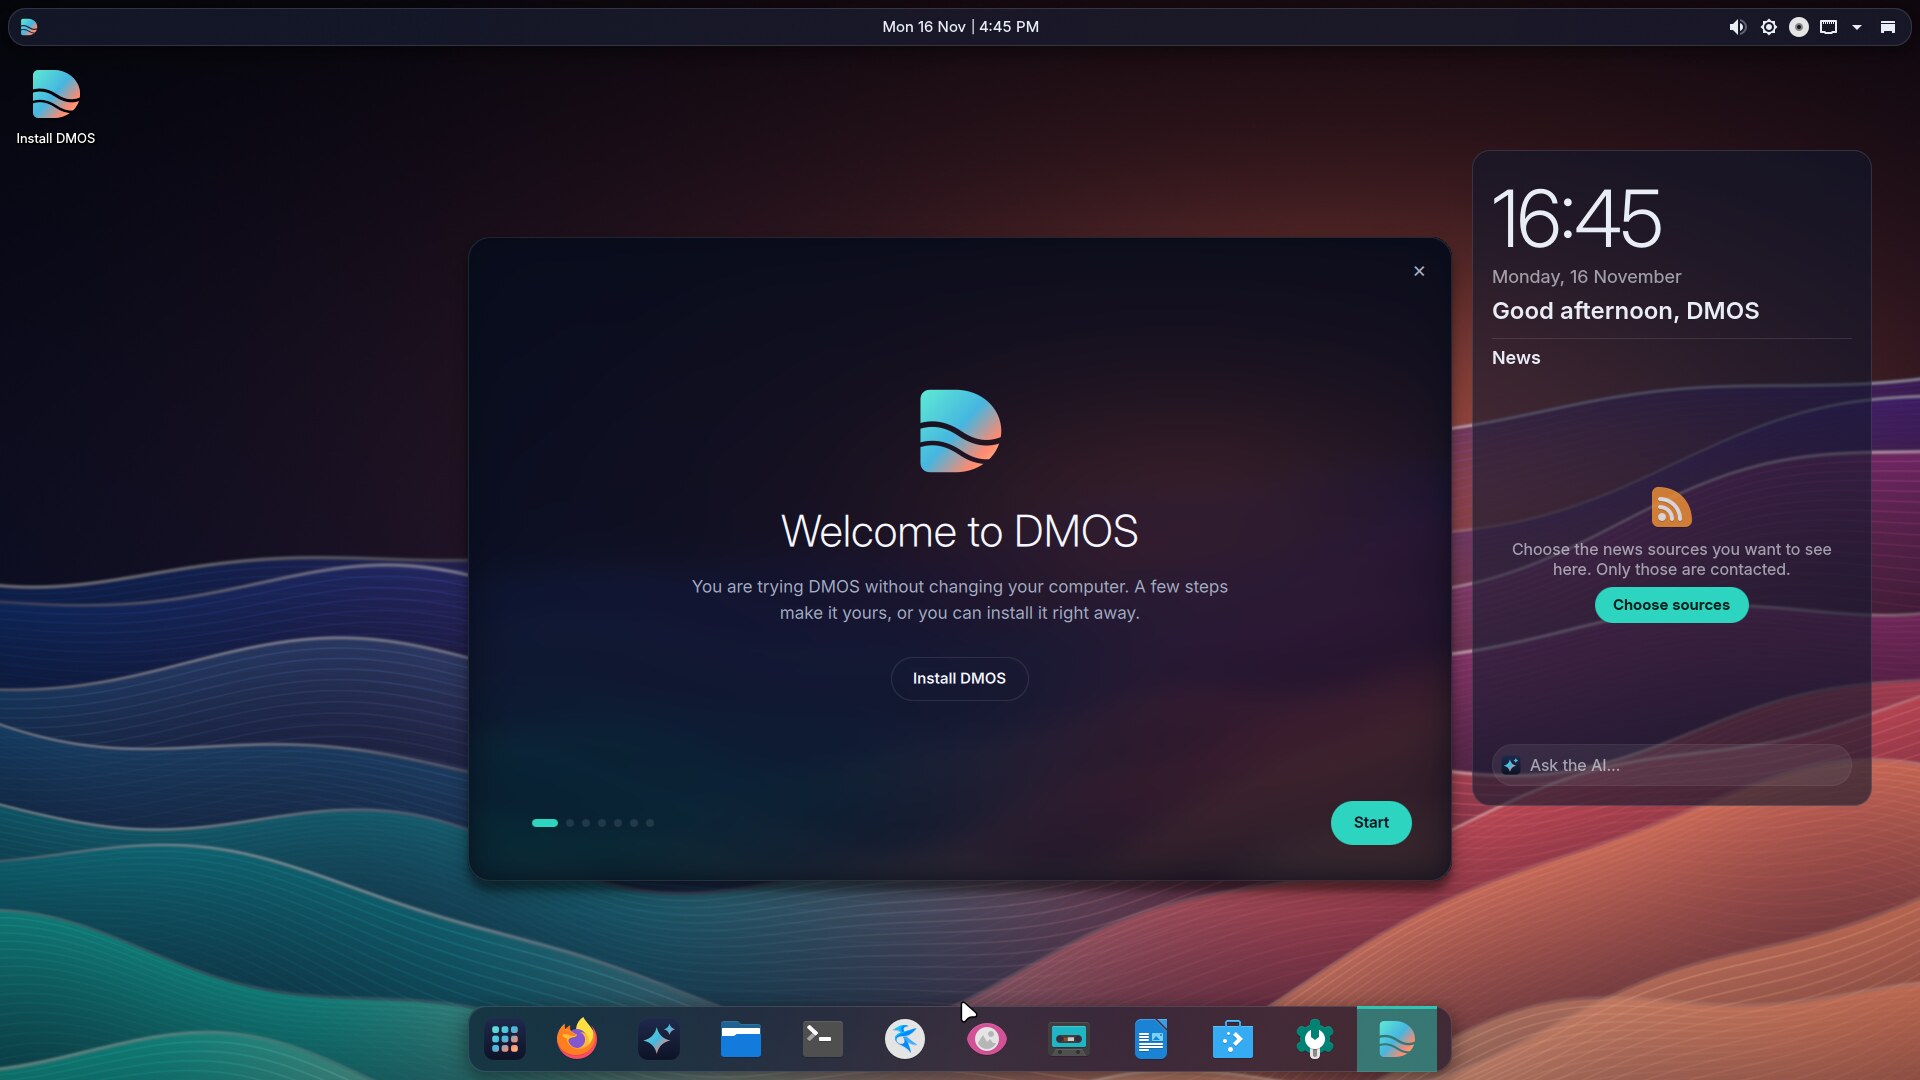 Mon 16 Nov | 4:45 PM
Install DMOS
Welcome to DMOS
You are trying DMOS without changing your computer. A few steps
make it yours, or you can install it right away.
Install DMOS
Start
16:45
Monday, 16 November
Good afternoon, DMOS
News
Choose the news sources you want to see
here. Only those are contacted.
Choose sources
Ask the AI...